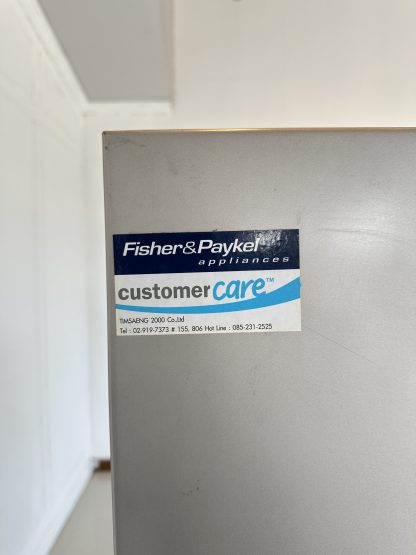 Fisher&Paykel
appliances
customer care™
TIMSAENG 2000 Co.,Ltd
Tel : 02-919-7373 # 155, 806 Hot Line : 085-231-2525